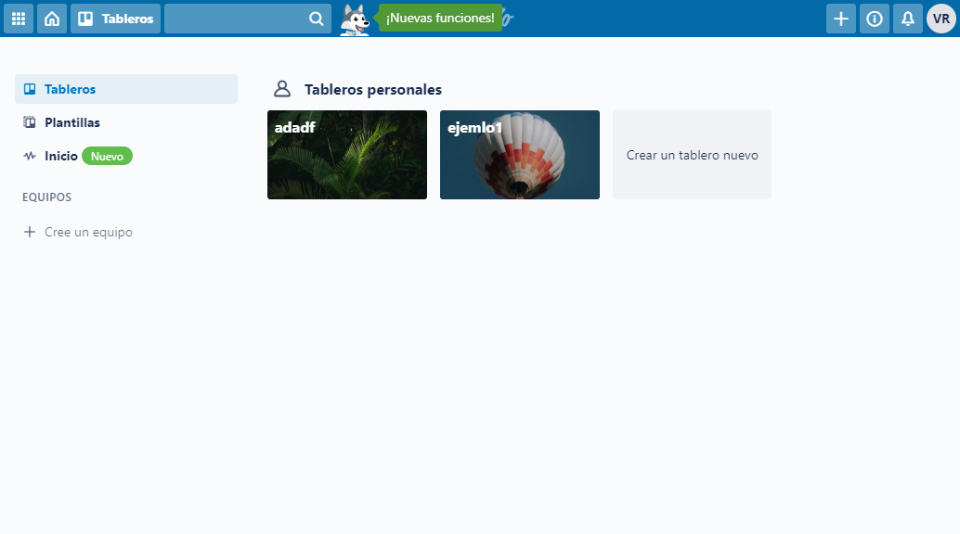 Tableros
¡Nuevas funciones!
VR
Tableros
Plantillas
Inicio Nuevo
EQUIPOS
Cree un equipo
Tableros personales
adadf
ejemlo1
Crear un tablero nuevo